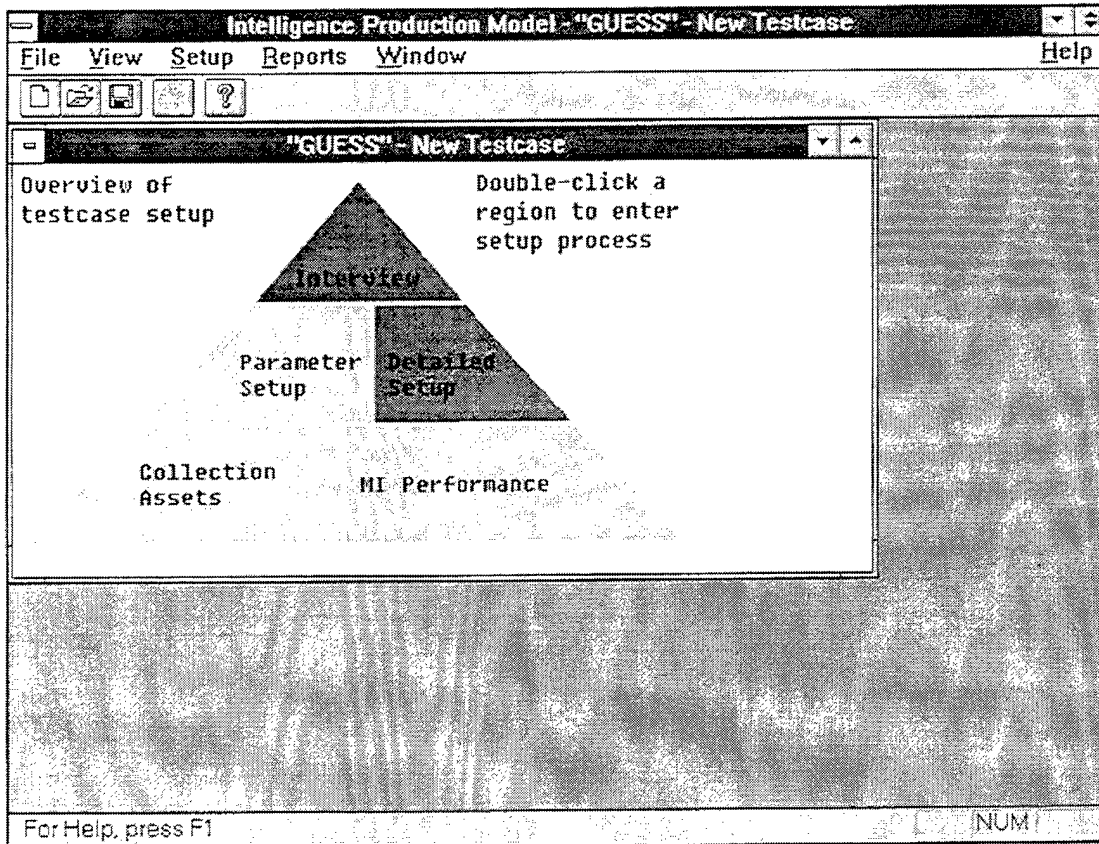 Intelligence Production Model - "GUESS" - New Testcase
File View Setup Reports Window Help
"GUESS" - New Testcase
Overview of
testcase setup
Double-click a
region to enter
setup process
Interview
Parameter
Setup
Detailed
Setup
Collection
Assets
MI Performance
For Help, press F1
NUM